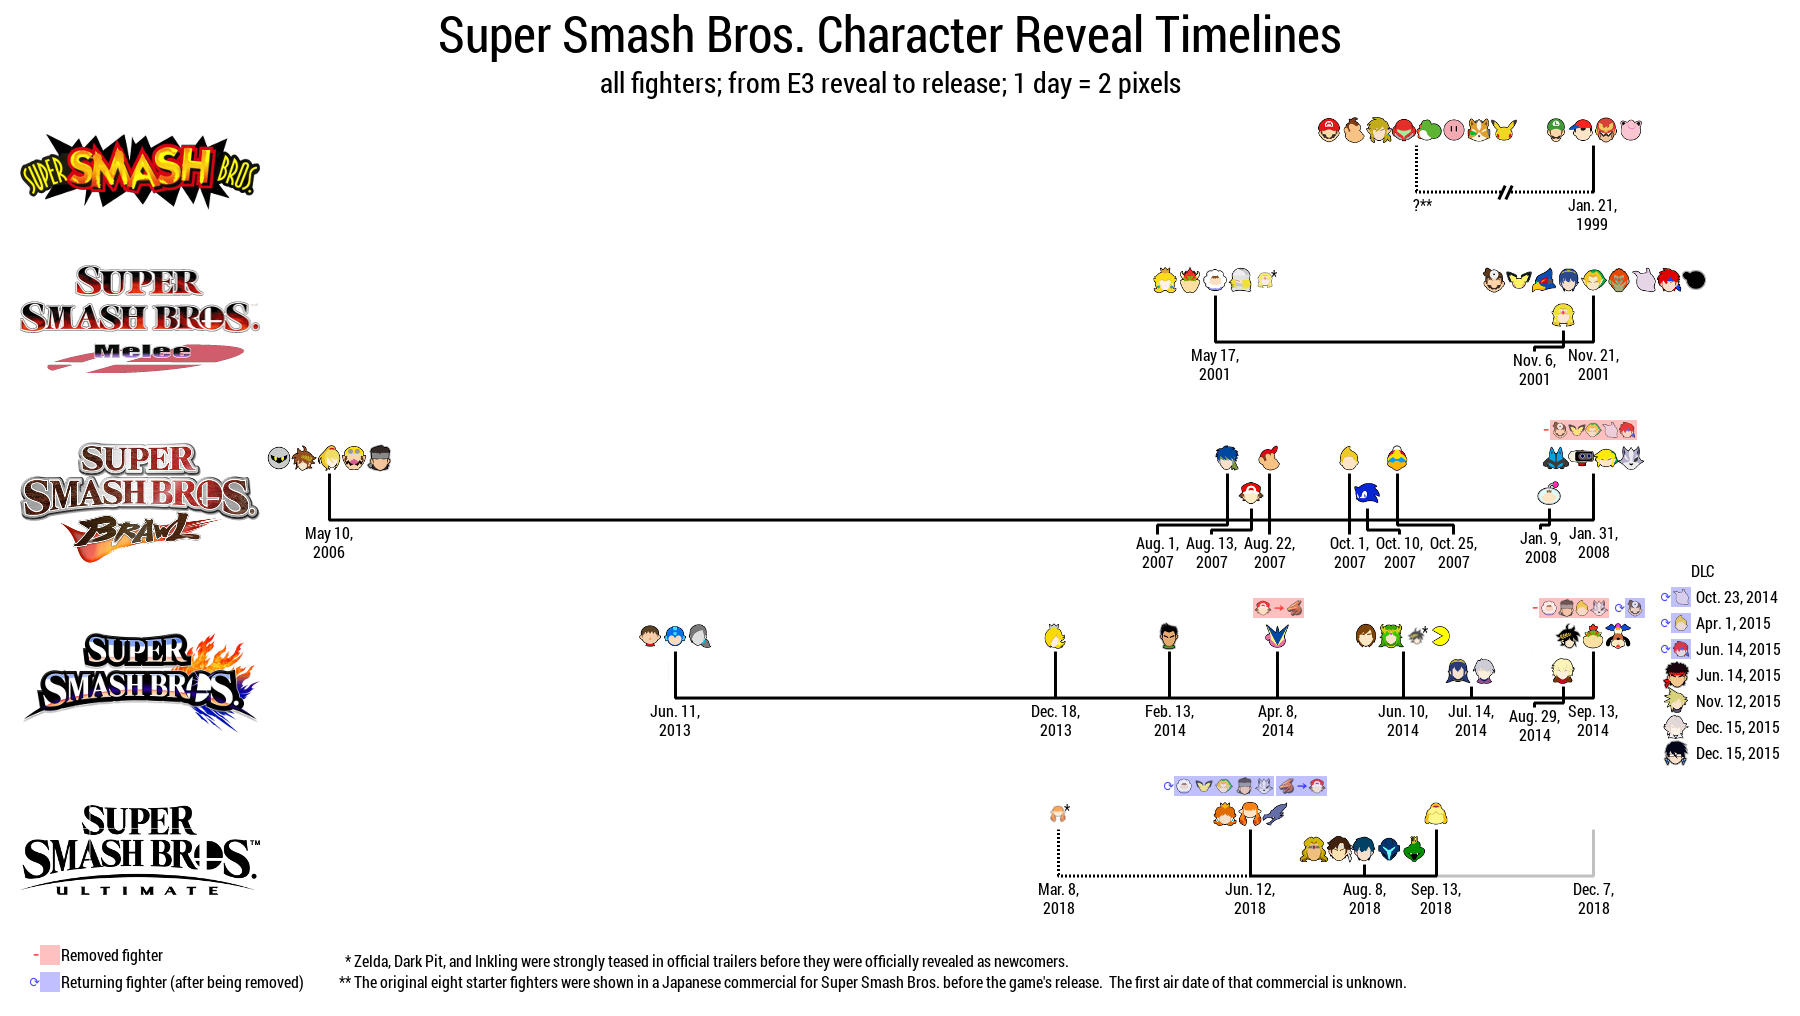 Super Smash Bros. Character Reveal Timelines
all fighters; from E3 reveal to release; 1 day = 2 pixels
SUPER SMASH BROS.
?**
Jan. 21,
1999
SUPER
SMASH BROS.
Melee
*
May 17,
2001
Nov. 6,
2001
Nov. 21,
2001
SUPER
SMASH BROS.
BRAWL
-
May 10,
2006
Aug. 1,
2007
Aug. 13,
2007
Aug. 22,
2007
Oct. 1,
2007
Oct. 10,
2007
Oct. 25,
2007
Jan. 9,
2008
Jan. 31,
2008
SUPER
SMASH BROS.
→
-
*
Jun. 11,
2013
Dec. 18,
2013
Feb. 13,
2014
Apr. 8,
2014
Jun. 10,
2014
Jul. 14,
2014
Aug. 29,
2014
Sep. 13,
2014
DLC
Oct. 23, 2014
Apr. 1, 2015
Jun. 14, 2015
Jun. 14, 2015
Nov. 12, 2015
Dec. 15, 2015
Dec. 15, 2015
SUPER
SMASH BROS.™
ULTIMATE
→
*
Mar. 8,
2018
Jun. 12,
2018
Aug. 8,
2018
Sep. 13,
2018
Dec. 7,
2018
- Removed fighter
⟳ Returning fighter (after being removed)
* Zelda, Dark Pit, and Inkling were strongly teased in official trailers before they were officially revealed as newcomers.
** The original eight starter fighters were shown in a Japanese commercial for Super Smash Bros. before the game's release. The first air date of that commercial is unknown.